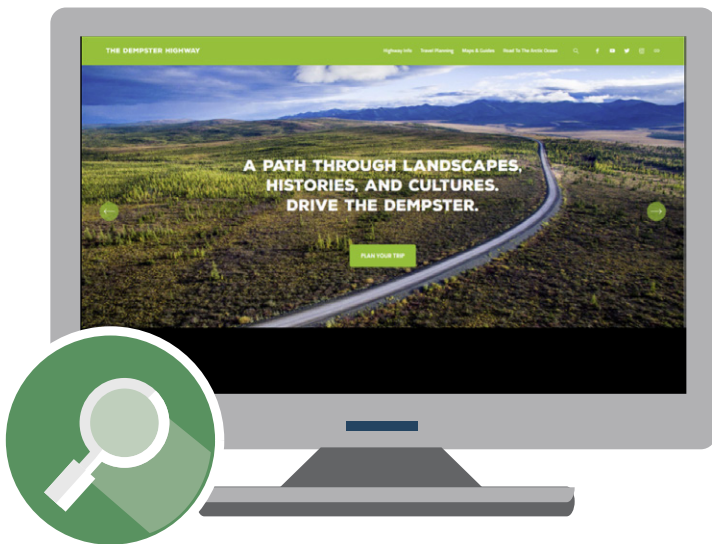 THE DEMPSTER HIGHWAY
Highway Info Travel Planning Maps & Guides Road To The Arctic Ocean
A PATH THROUGH LANDSCAPES,
HISTORIES, AND CULTURES.
DRIVE THE DEMPSTER.
PLAN YOUR TRIP